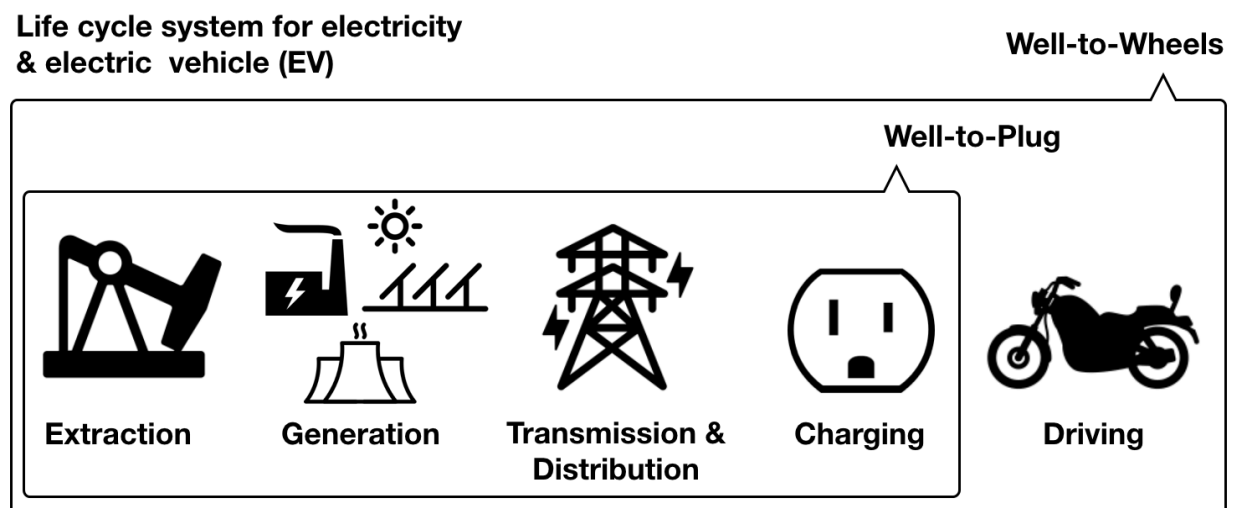 Life cycle system for electricity
& electric vehicle (EV)
Well-to-Wheels
Well-to-Plug
Extraction
Generation
Transmission &
Distribution
Charging
Driving